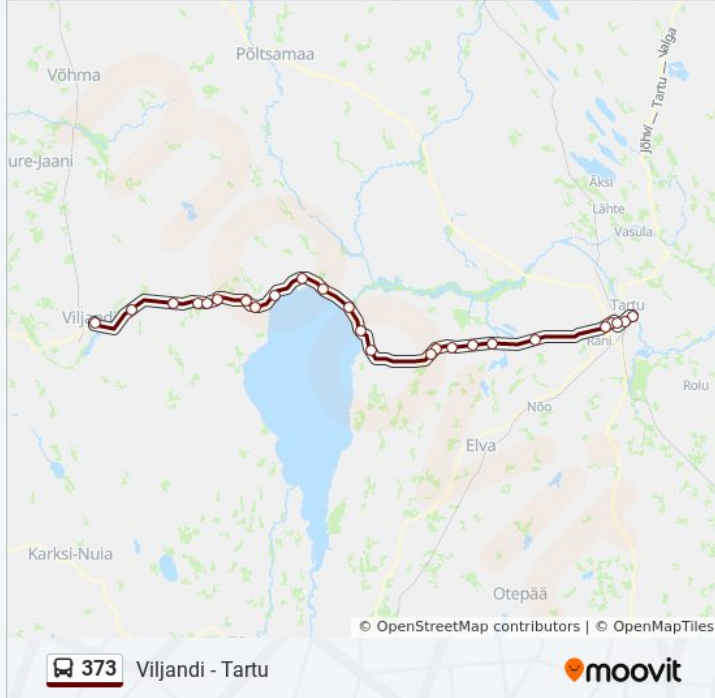 Põltsamaa
Võhma
Jõhvi — Tartu — Valga
ure-Jaani
Äksi
Lähte
Vasula
Viljandi
Tartu
Räni
Roiu
Nõo
Elva
Karksi-Nuia
Otepää
© OpenStreetMap contributors | © OpenMapTiles
373 Viljandi - Tartu
moovit